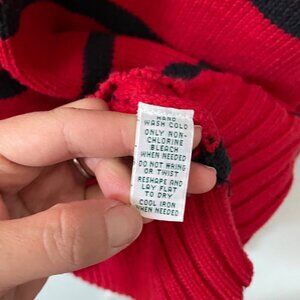 HAND
WASH COLD
ONLY NON-
CHLORINE
BLEACH
WHEN NEEDED
DO NOT WRING
OR TWIST
RESHAPE AND
LAY FLAT
TO DRY
COOL IRON
WHEN NEEDED